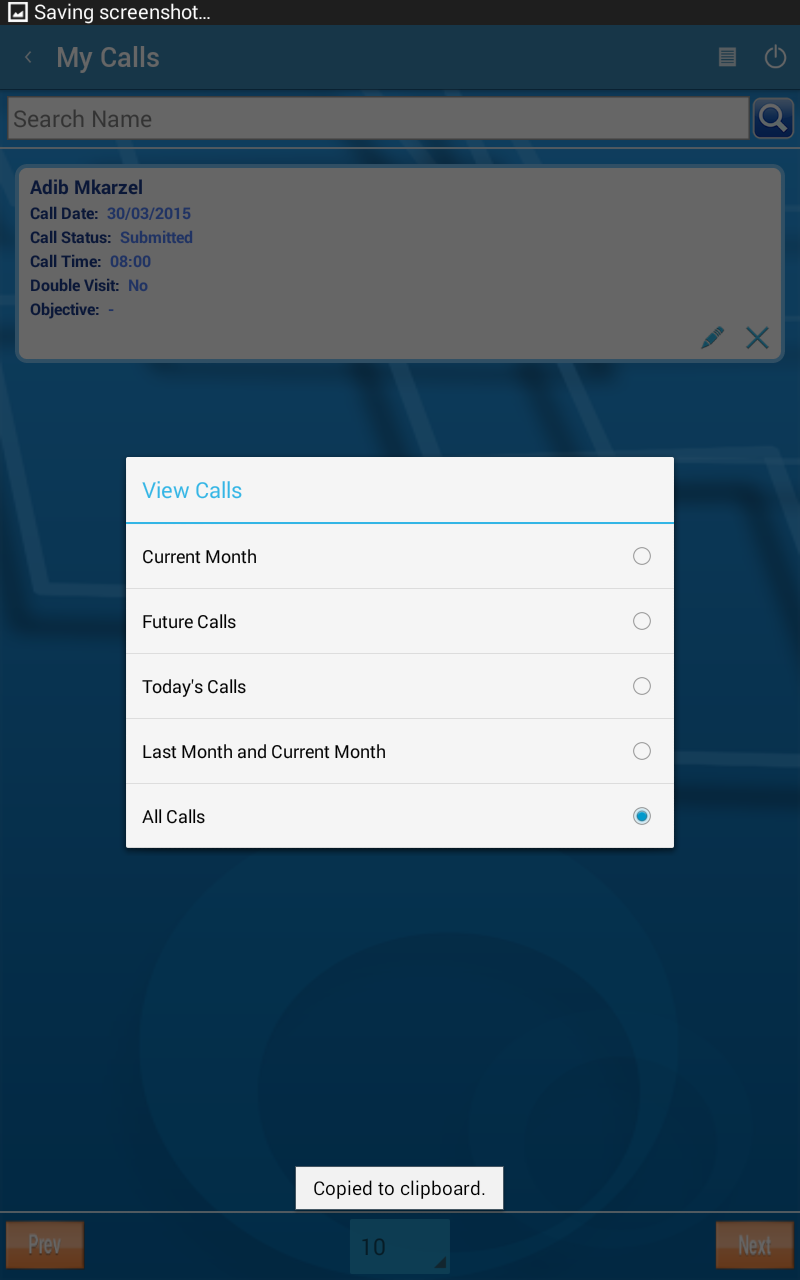 Saving screenshot...
My Calls
Search Name
Adib Mkarzel
Call Date: 30/03/2015
Call Status: Submitted
Call Time: 08:00
Double Visit: No
Objective: -
View Calls
Current Month
Future Calls
Today's Calls
Last Month and Current Month
All Calls
Copied to clipboard.
Prev
10
Next